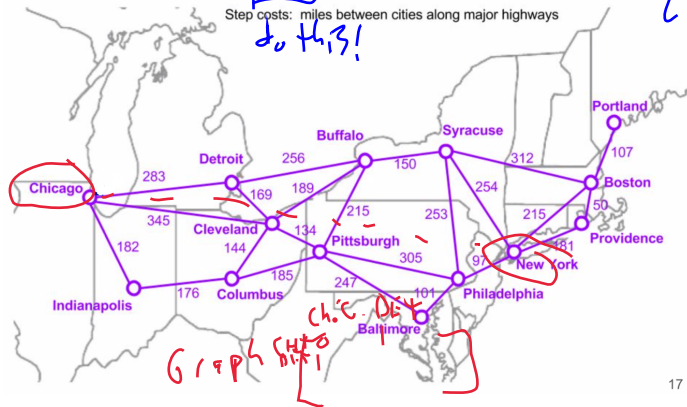 Step costs: miles between cities along major highways
do this!
Portland
Buffalo
Syracuse
107
Detroit
256
150
312
283
Chicago
169
189
254
Boston
50
345
215
253
215
Cleveland
134
Pittsburgh
Providence
182
144
305
97
181
New York
185
176
Columbus
247
101
Philadelphia
Indianapolis
Baltimore
Graph
17